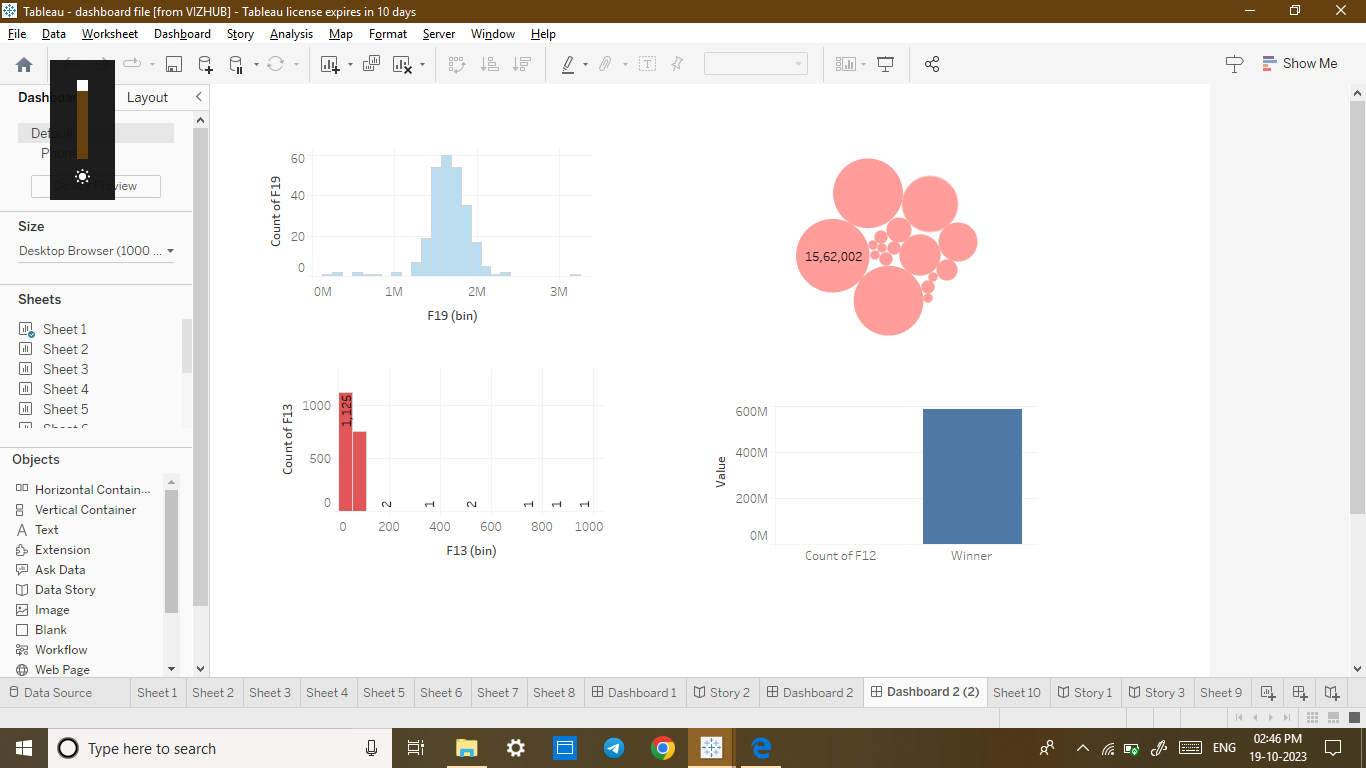 Tableau - dashboard file [from VIZHUB] - Tableau license expires in 10 days
File Data Worksheet Dashboard Story Analysis Map Format Server Window Help
Show Me
Layout
Default
Device Preview
Size
Desktop Browser (1000 ...
Sheets
Sheet 1
Sheet 2
Sheet 3
Sheet 4
Sheet 5
Objects
Horizontal Contain...
Vertical Container
Text
Extension
Ask Data
Data Story
Image
Blank
Workflow
Web Page
Count of F19
60
40
20
0
0M 1M 2M 3M
F19 (bin)
15,62,002
Count of F13
1000
500
0
1,125
2 1 2 1 1 1
0 200 400 600 800 1000
F13 (bin)
Value
600M
400M
200M
0M
Count of F12 Winner
Data Source Sheet 1 Sheet 2 Sheet 3 Sheet 4 Sheet 5 Sheet 6 Sheet 7 Sheet 8 Dashboard 1 Story 2 Dashboard 2 Dashboard 2 (2) Sheet 10 Story 1 Story 3 Sheet 9
Type here to search
ENG
02:46 PM
19-10-2023